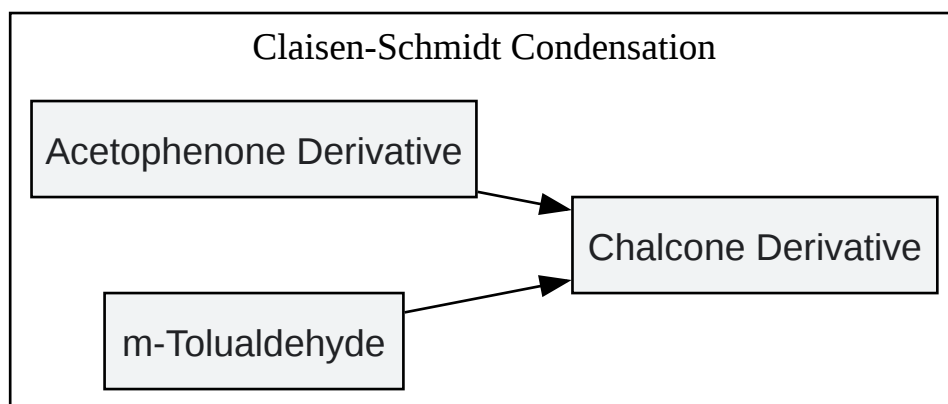 Claisen-Schmidt Condensation
Acetophenone Derivative
Chalcone Derivative
m-Tolualdehyde